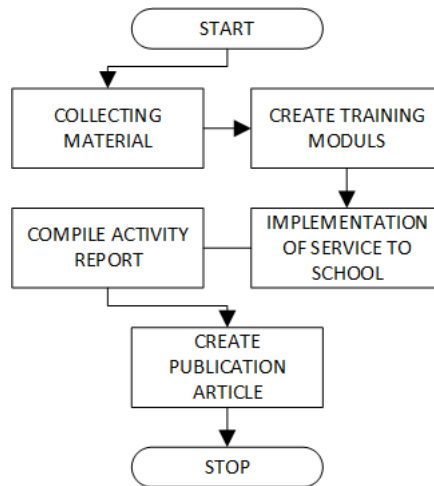 START
COLLECTING
MATERIAL
CREATE TRAINING
MODULS
IMPLEMENTATION
OF SERVICE TO
SCHOOL
COMPILE ACTIVITY
REPORT
CREATE
PUBLICATION
ARTICLE
STOP